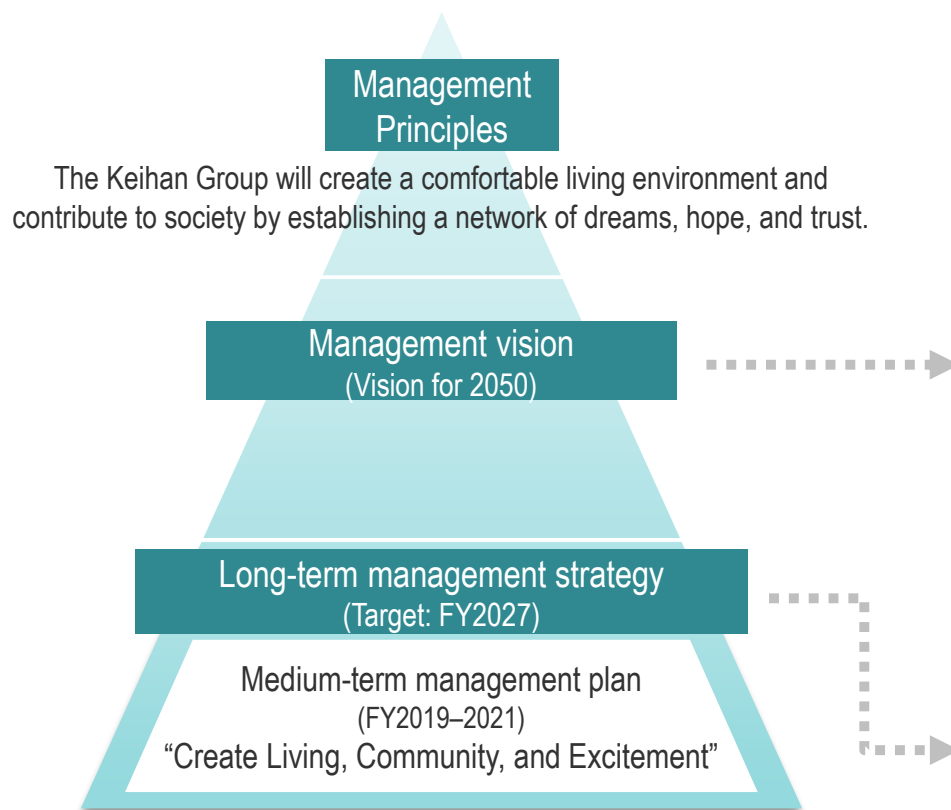 Management
Principles
The Keihan Group will create a comfortable living environment and
contribute to society by establishing a network of dreams, hope, and trust.
Management vision
(Vision for 2050)
Long-term management strategy
(Target: FY2027)
Medium-term management plan
(FY2019–2021)
“Create Living, Community, and Excitement”